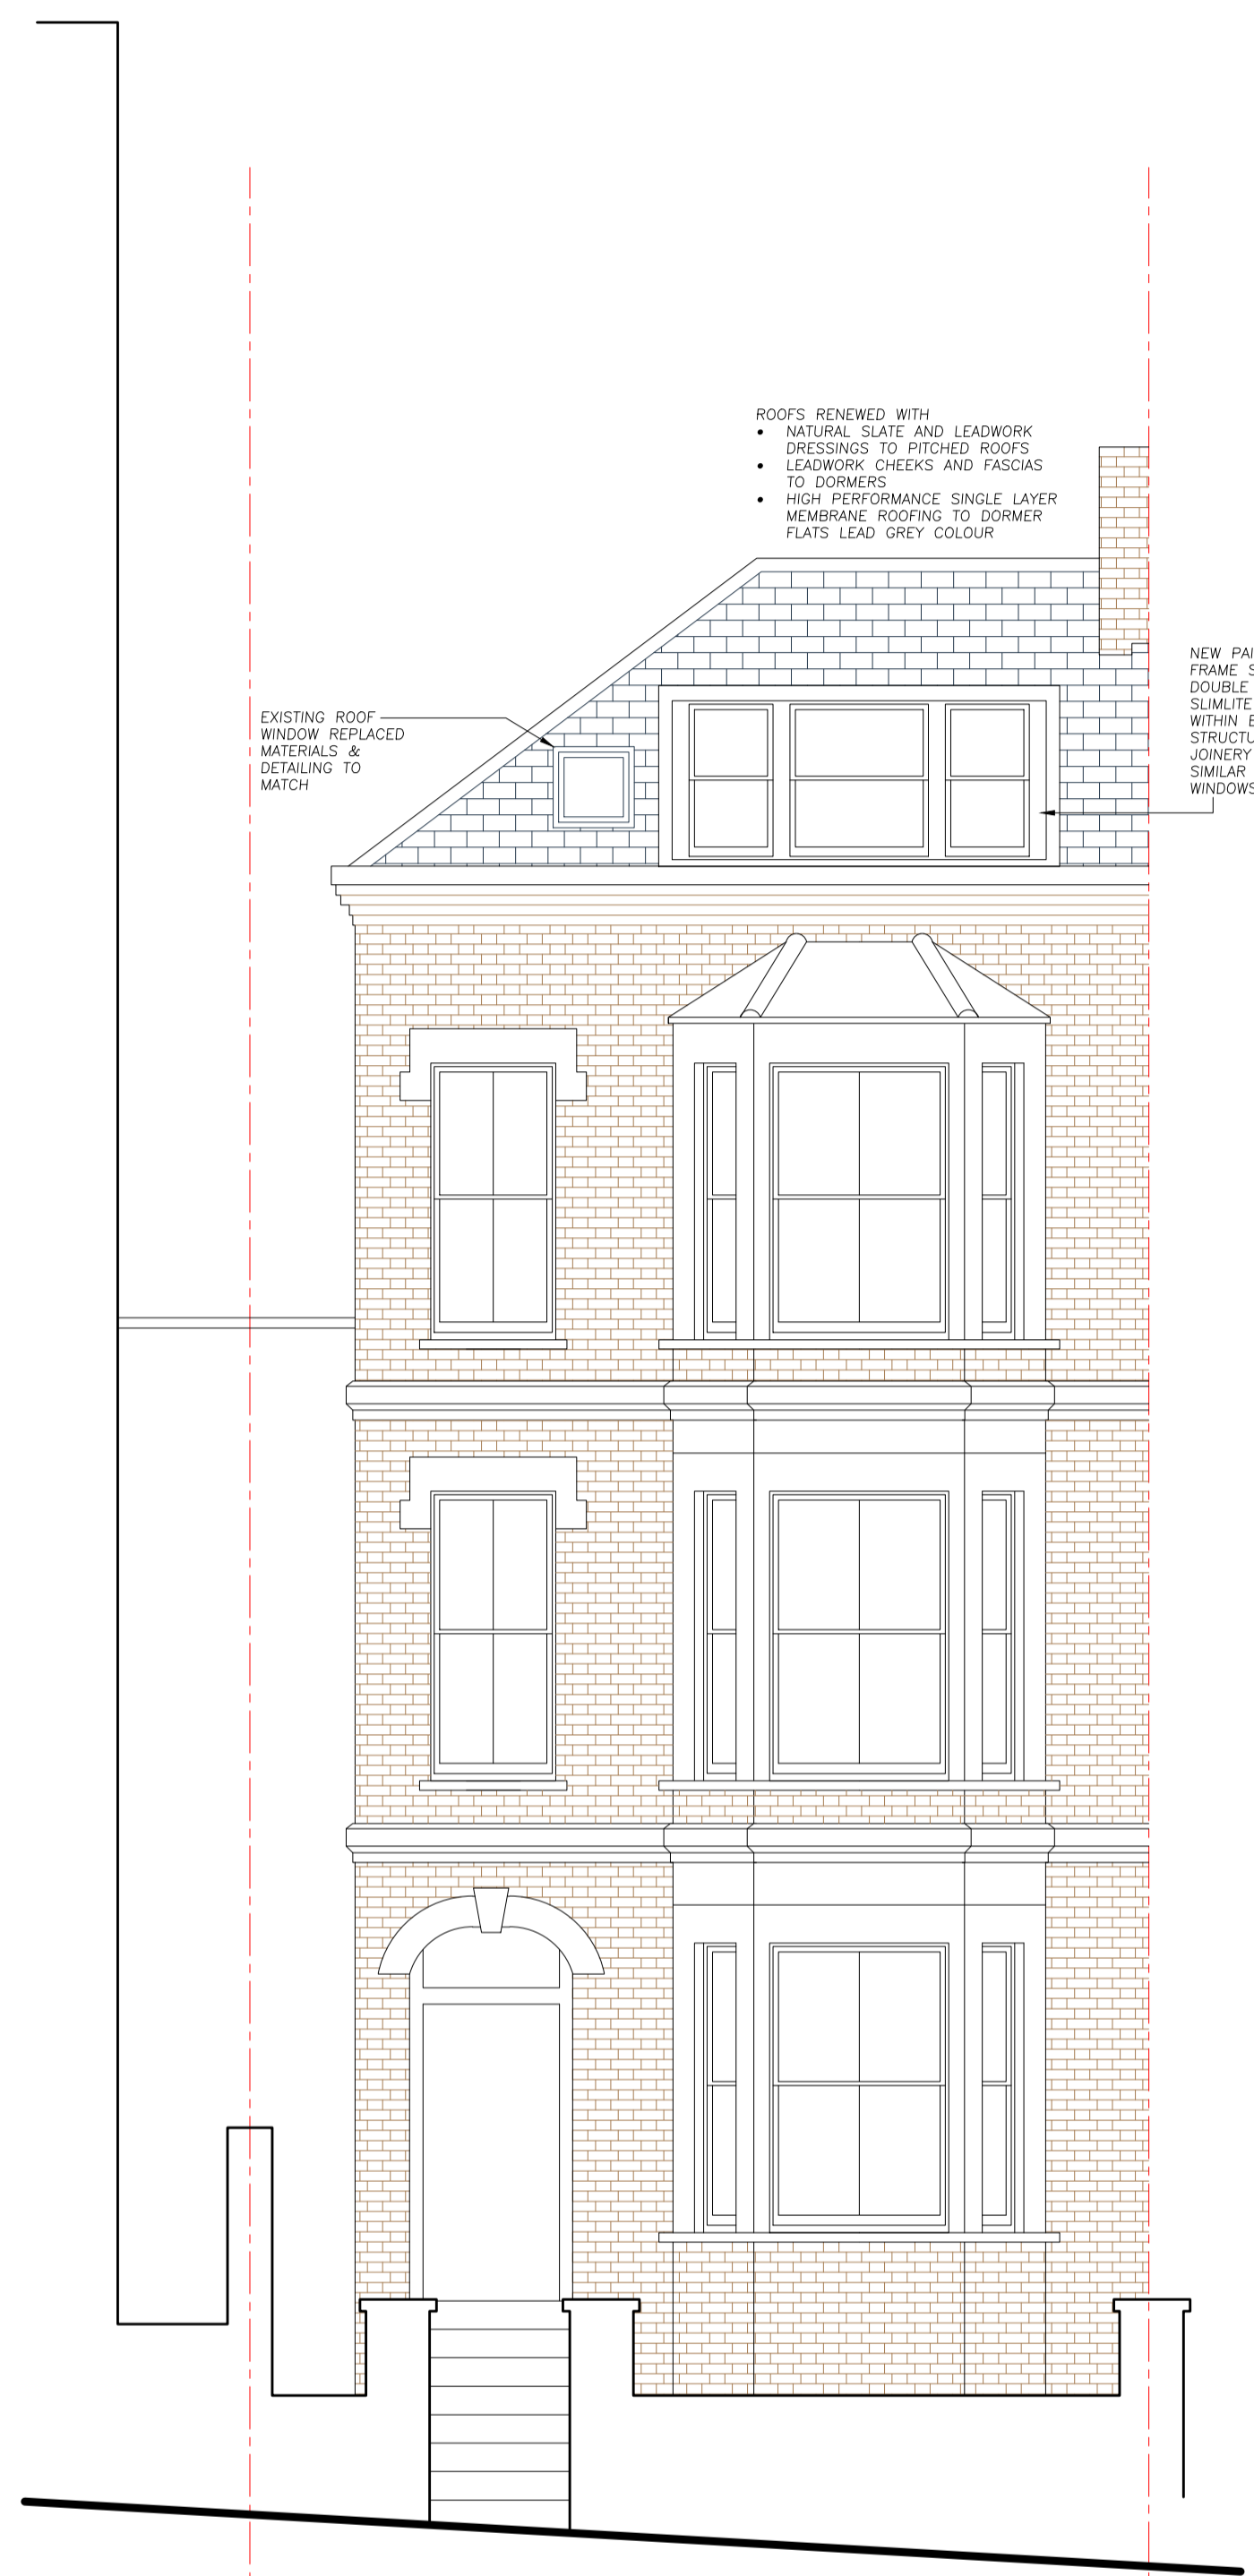 ROOFS RENEWED WITH
• NATURAL SLATE AND LEADWORK
DRESSINGS TO PITCHED ROOFS
• LEADWORK CHEEKS AND FASCIAS
TO DORMERS
• HIGH PERFORMANCE SINGLE LAYER
MEMBRANE ROOFING TO DORMER
FLATS LEAD GREY COLOUR
EXISTING ROOF
WINDOW REPLACED
MATERIALS &
DETAILING TO
MATCH
NEW
FRAME
DOUBLE
SLIMLITE
WITHIN
JOINERY
SIMILAR